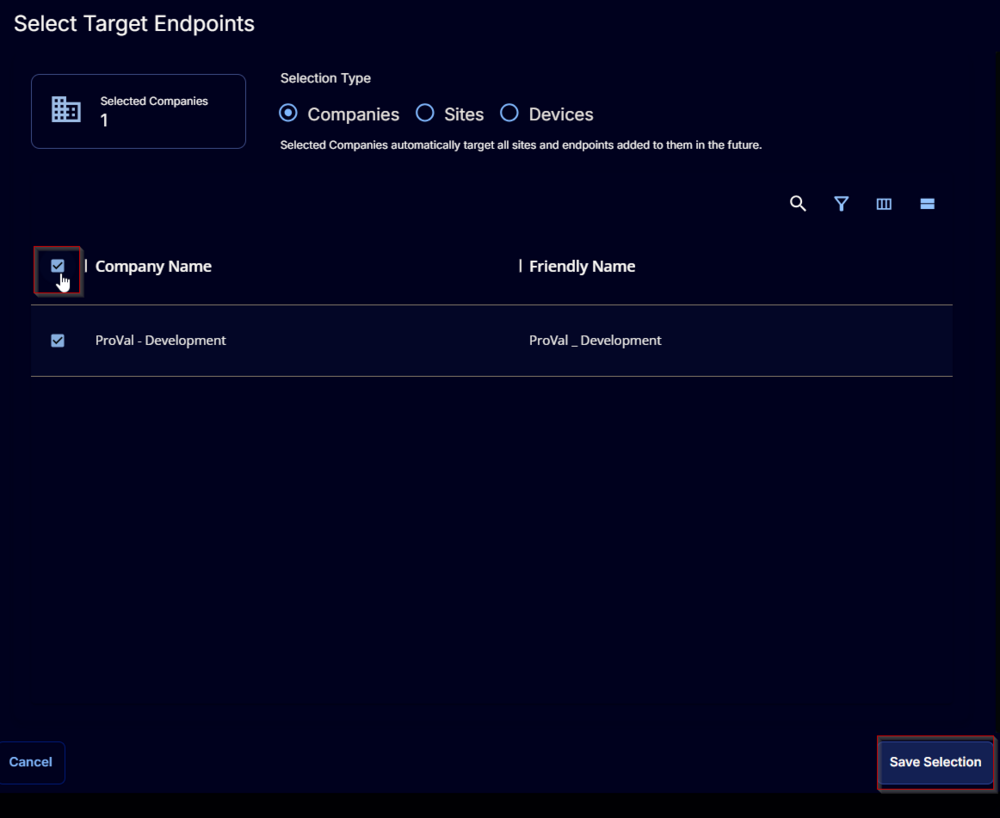 Select Target Endpoints
Selected Companies
1
Selection Type
Companies Sites Devices
Selected Companies automatically target all sites and endpoints added to them in the future.
Company Name Friendly Name
ProVal - Development ProVal _ Development
Cancel Save Selection